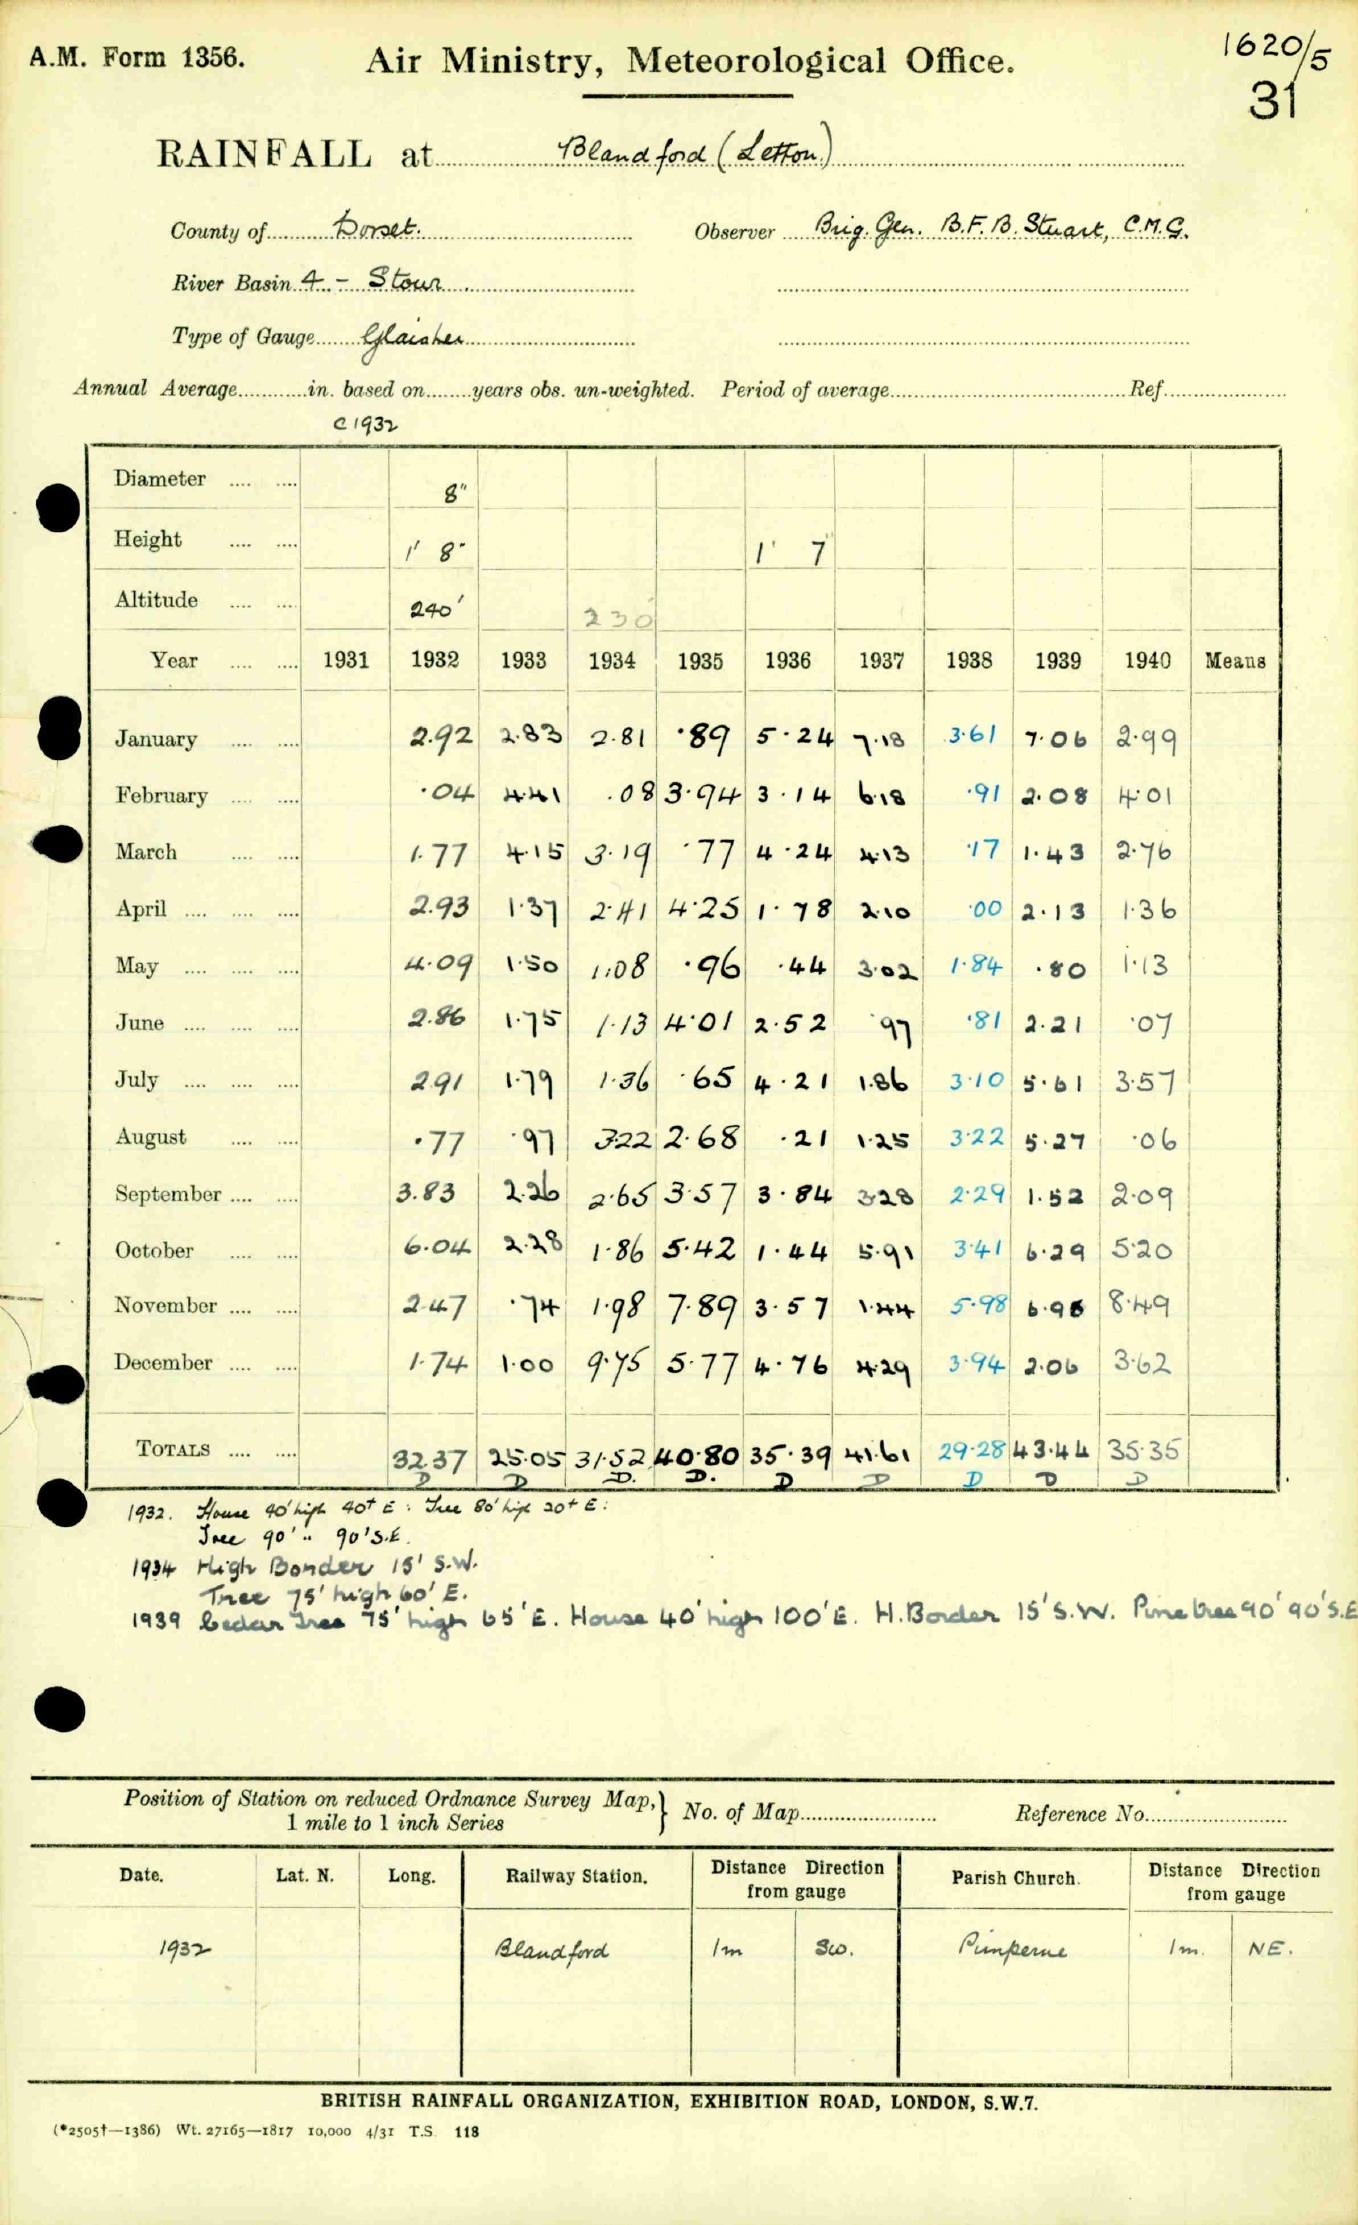 A.M. Form 1356. Air Ministry, Meteorological Office. 1620/5
31
RAINFALL at Blandford (Letton.)
County of Dorset. Observer Brig. Gen. B.F.B. Stuart, C.M.G.
River Basin 4 - Stour
Type of Gauge Glaisher
Annual Average in. based on years obs. un-weighted. Period of average Ref.
c 1932
Diameter 8"
Height 1' 8" 1' 7
Altitude 240' 230
Year 1931 1932 1933 1934 1935 1936 1937 1938 1939 1940 Means
January 2.92 2.83 2.81 .89 5.24 7.18 3.61 7.06 2.99
February .04 4.41 .08 3.94 3.14 6.18 .91 2.08 4.01
March 1.77 4.15 3.19 .77 4.24 4.13 .17 1.43 2.76
April 2.93 1.37 2.41 4.25 1.78 2.10 .00 2.13 1.36
May 4.09 1.50 1.08 .96 .44 3.02 1.84 .80 1.13
June 2.86 1.75 1.13 4.01 2.52 .97 .81 2.21 .07
July 2.91 1.79 1.36 .65 4.21 1.86 3.10 5.61 3.57
August .77 .97 3.22 2.68 .21 1.25 3.22 5.27 .06
September 3.83 2.26 2.65 3.57 3.84 3.28 2.29 1.52 2.09
October 6.04 2.28 1.86 5.42 1.44 5.91 3.41 6.29 5.20
November 2.47 .74 1.98 7.89 3.57 1.44 5.98 6.98 8.49
December 1.74 1.00 9.75 5.77 4.76 4.29 3.94 2.06 3.62
TOTALS 32.37 25.05 31.52 40.80 35.39 41.61 29.28 43.44 35.35
D D D. D. D D D D D
1932. House 40' high 40+ E : Tree 80' high 20+ E :
Tree 90' " 90' S.E.
1934 High Border 15' S.W.
Tree 75' high 60' E.
1939 Cedar Tree 75' high 65' E. House 40' high 100' E. H. Border 15' S.W. Pine tree 90' 90' S.E
Position of Station on reduced Ordnance Survey Map, 1 mile to 1 inch Series } No. of Map Reference No.
Date. Lat. N. Long. Railway Station. Distance Direction from gauge Parish Church. Distance Direction from gauge
1932 Blandford 1m SW. Pimperne 1m. NE.
BRITISH RAINFALL ORGANIZATION, EXHIBITION ROAD, LONDON, S.W.7.
(*2505†—1386) Wt. 27165—1817 10,000 4/31 T.S. 118